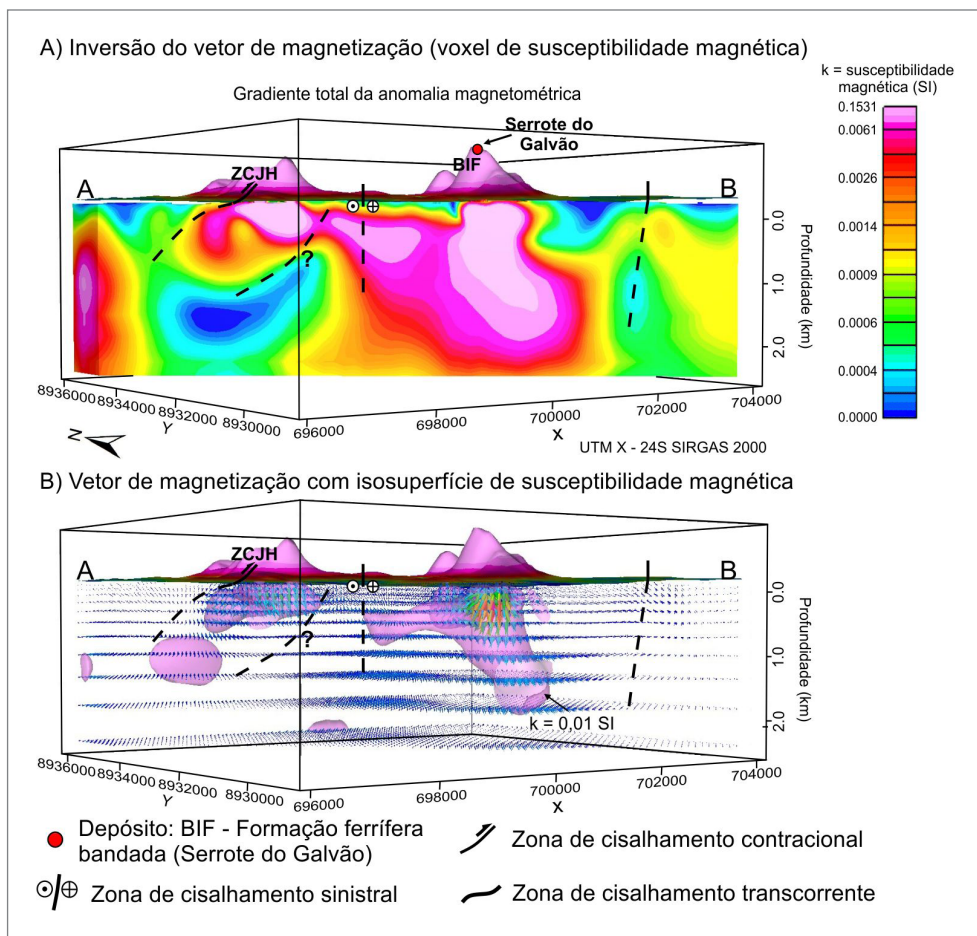 A) Inversão do vetor de magnetização (voxel de susceptibilidade magnética)
k = susceptibilidade
magnética (SI)
Gradiente total da anomalia magnetométrica
0.1531
0.0061
0.0026
0.0014
0.0009
0.0006
0.0004
0.0000
Serrote do
Galvão
BIF
ZCJH
A
B
?
0.0
1.0
2.0
Profundidade (km)
8936000
8934000
8932000
8930000
Y
696000
698000
700000
702000
704000
X
Z
UTM X - 24S SIRGAS 2000
B) Vetor de magnetização com isosuperfície de susceptibilidade magnética
ZCJH
A
B
?
0.0
1.0
2.0
Profundidade (km)
k = 0,01 SI
8936000
8934000
8932000
8930000
Y
696000
698000
700000
702000
704000
X
Depósito: BIF - Formação ferrífera
bandada (Serrote do Galvão)
Zona de cisalhamento contracional
Zona de cisalhamento sinistral
Zona de cisalhamento transcorrente